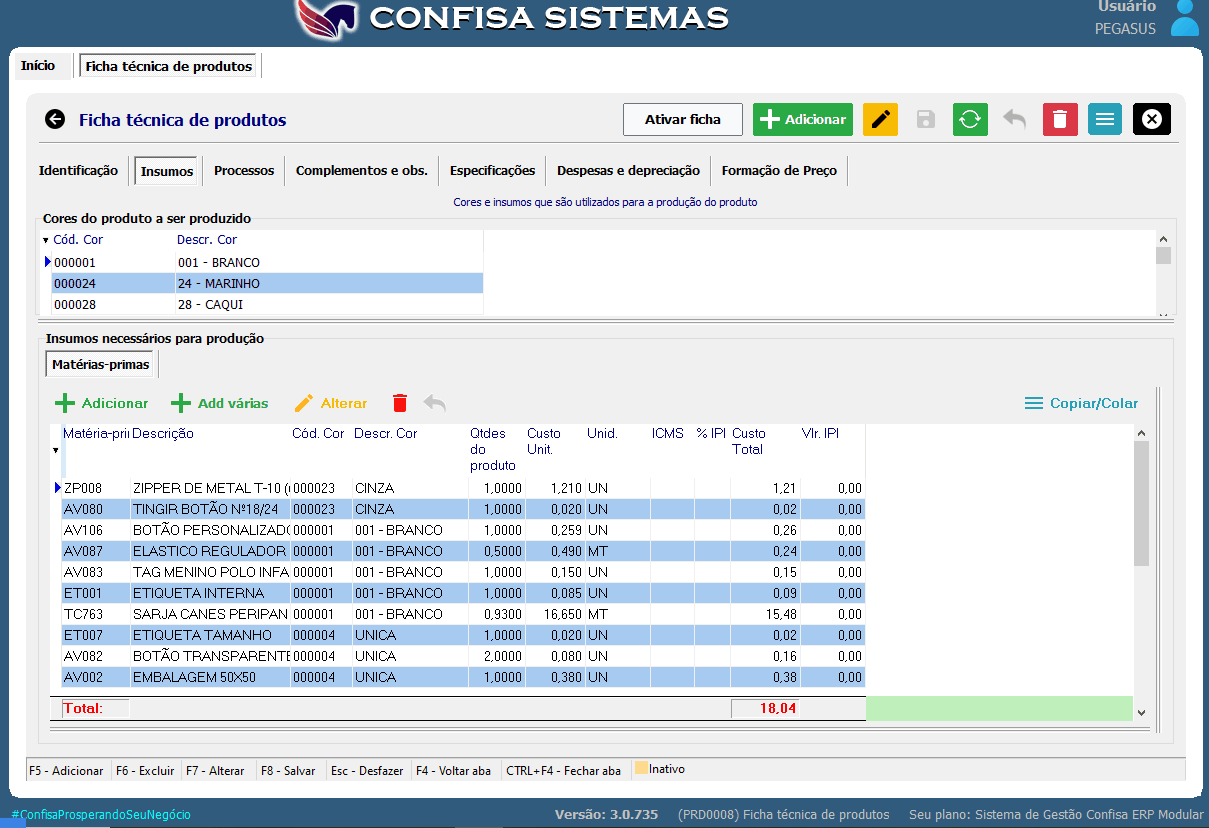 CONFISA SISTEMAS
Usuário
PEGASUS
Início
Ficha técnica de produtos
Ficha técnica de produtos
Ativar ficha
Adicionar
Identificação
Insumos
Processos
Complementos e obs.
Especificações
Despesas e depreciação
Formação de Preço
Cores e insumos que são utilizados para a produção do produto
Cores do produto a ser produzido
Cód. Cor Descr. Cor
000001 001 - BRANCO
000024 24 - MARINHO
000028 28 - CAQUI
Insumos necessários para produção
Matérias-primas
Adicionar
Add várias
Alterar
Copiar/Colar
Matéria-pri Descrição Cód. Cor Descr. Cor Qtdes do produto Custo Unit. Unid. ICMS % IPI Custo Total Vlr. IPI
ZP008 ZIPPER DE METAL T-10 ( 000023 CINZA 1,0000 1,210 UN 1,21 0,00
AV080 TINGIR BOTÃO Nº18/24 000023 CINZA 1,0000 0,020 UN 0,02 0,00
AV106 BOTÃO PERSONALIZADO 000001 001 - BRANCO 1,0000 0,259 UN 0,26 0,00
AV087 ELASTICO REGULADOR 000001 001 - BRANCO 0,5000 0,490 MT 0,24 0,00
AV083 TAG MENINO POLO INFA 000001 001 - BRANCO 1,0000 0,150 UN 0,15 0,00
ET001 ETIQUETA INTERNA 000001 001 - BRANCO 1,0000 0,085 UN 0,09 0,00
TC763 SARJA CANES PERIPAN 000001 001 - BRANCO 0,9300 16,650 MT 15,48 0,00
ET007 ETIQUETA TAMANHO 000004 UNICA 1,0000 0,020 UN 0,02 0,00
AV082 BOTÃO TRANSPARENTE 000004 UNICA 2,0000 0,080 UN 0,16 0,00
AV002 EMBALAGEM 50X50 000004 UNICA 1,0000 0,380 UN 0,38 0,00
Total: 18,04
F5 - Adicionar F6 - Excluir F7 - Alterar F8 - Salvar Esc - Desfazer F4 - Voltar aba CTRL+F4 - Fechar aba Inativo
#ConfisaProsperandoSeuNegócio Versão: 3.0.735 (PRD0008) Ficha técnica de produtos Seu plano: Sistema de Gestão Confisa ERP Modular